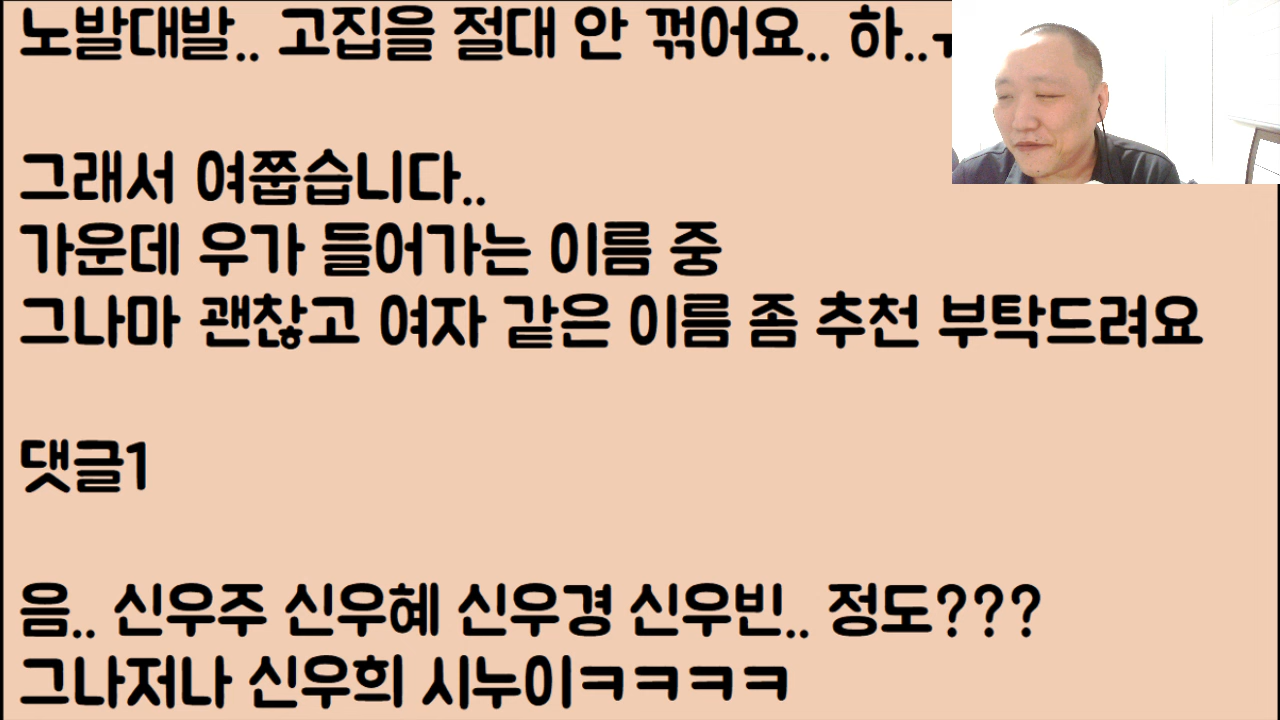 노발대발.. 고집을 절대 안 꺾어요.. 하..
그래서 여쭙습니다..
가운데 우가 들어가는 이름 중
그나마 괜찮고 여자 같은 이름 좀 추천 부탁드려요
댓글1
음.. 신우주 신우혜 신우경 신우빈.. 정도???
그나저나 신우희 시누이ㅋㅋㅋㅋ